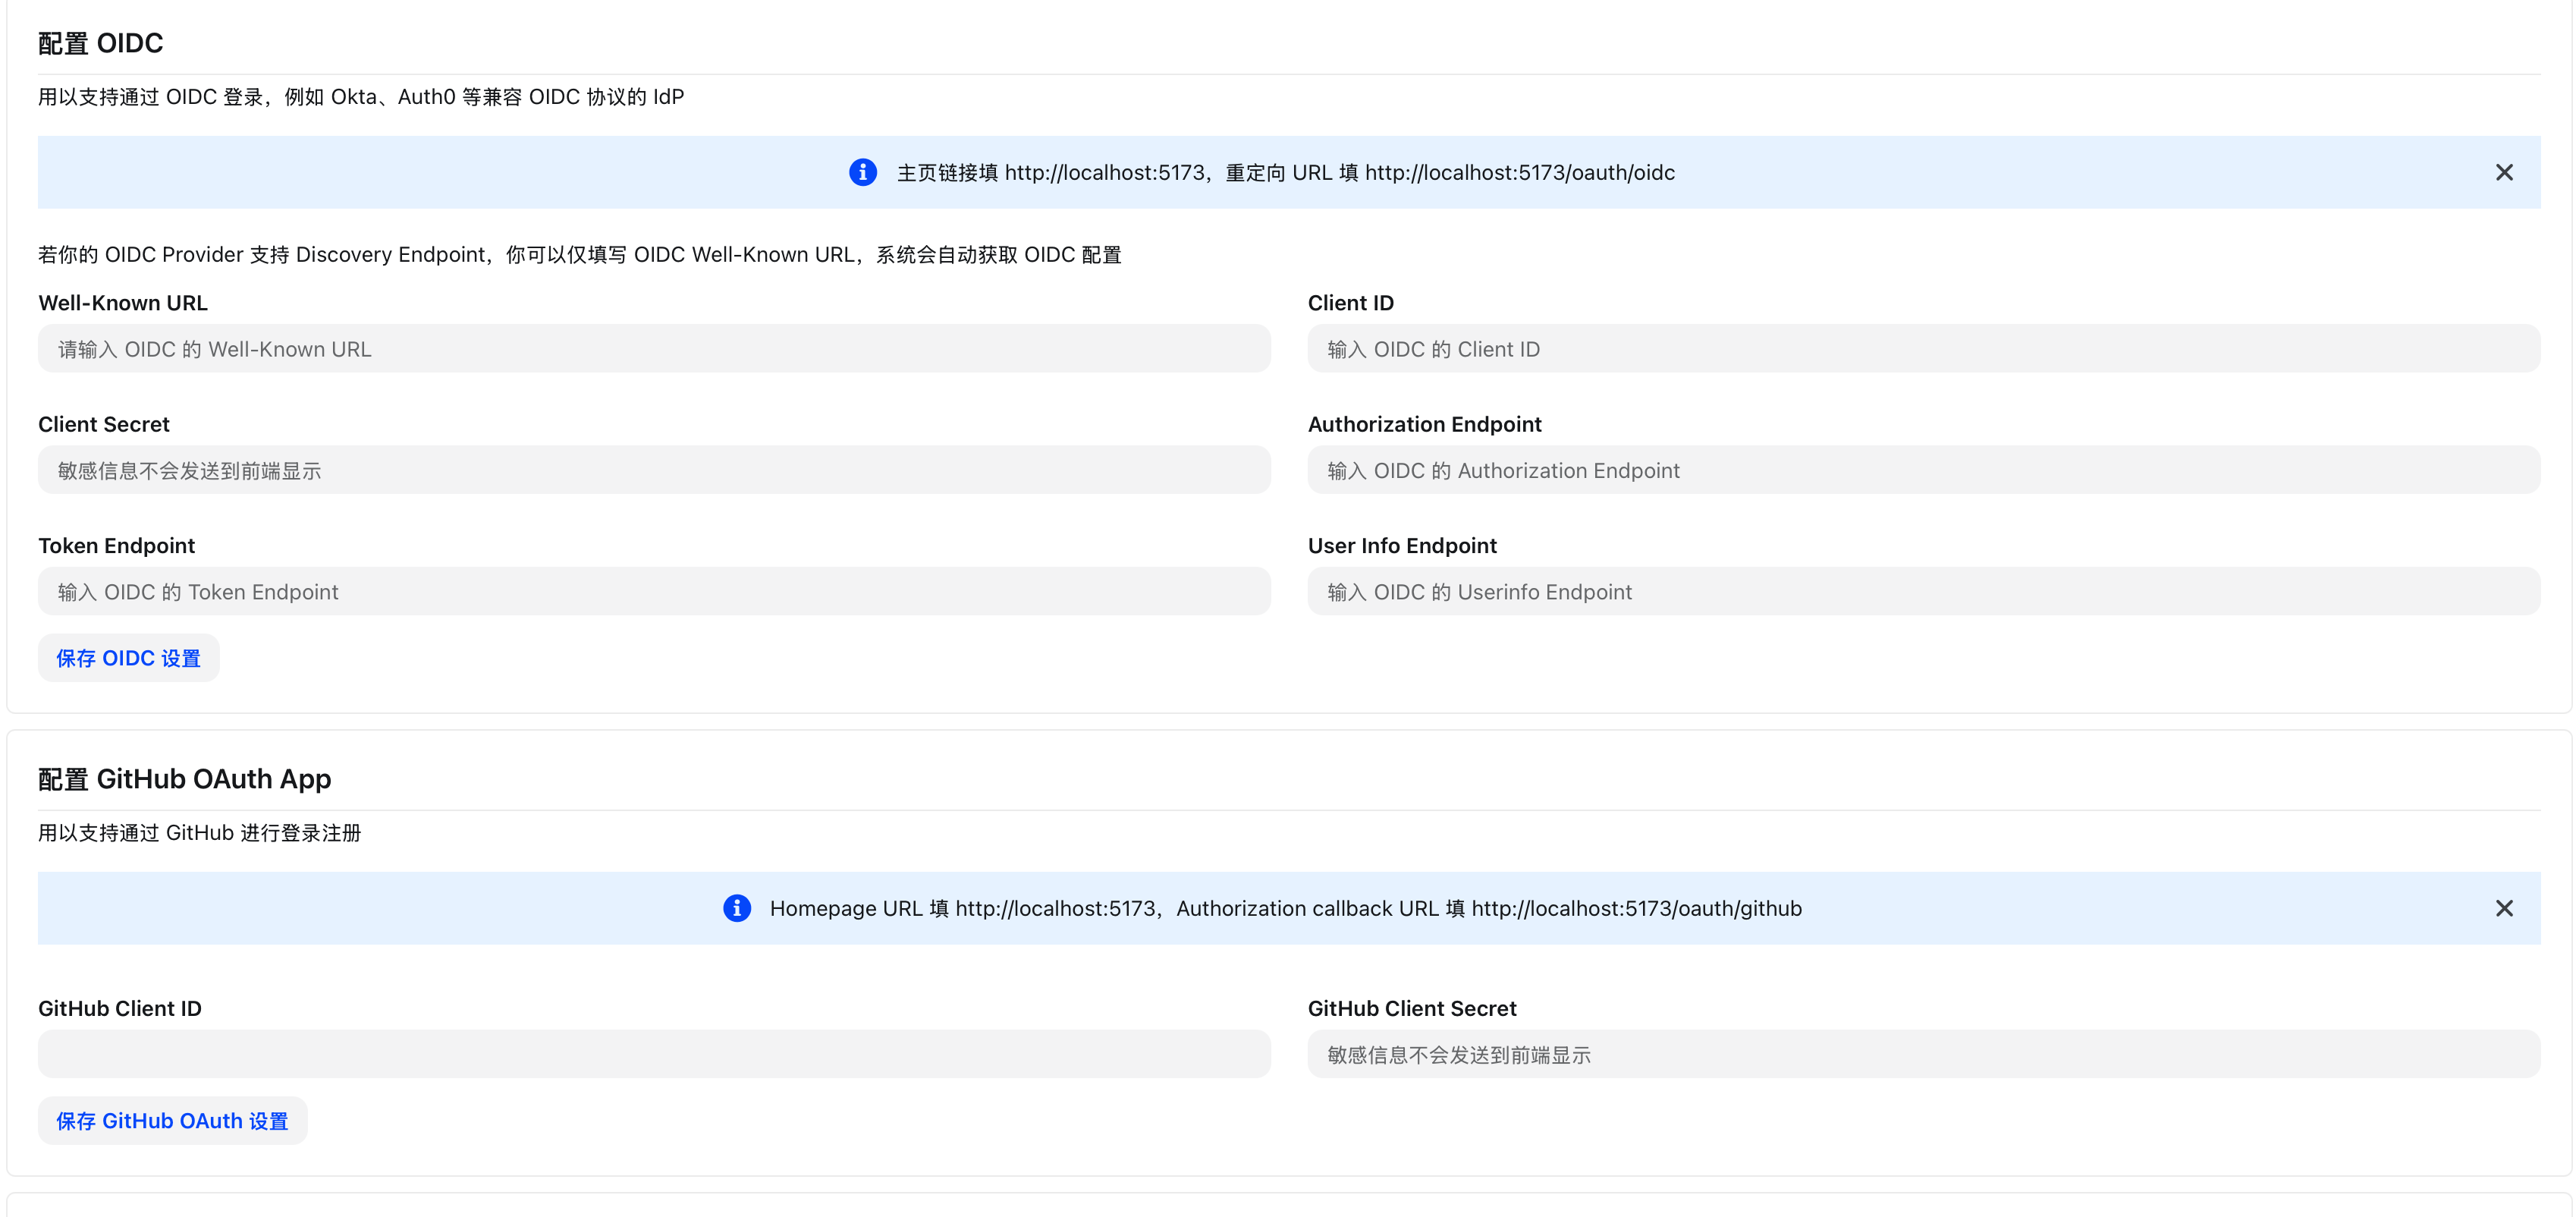 配置 OIDC
用以支持通过 OIDC 登录，例如 Okta、Auth0 等兼容 OIDC 协议的 IdP
主页链接填 http://localhost:5173，重定向 URL 填 http://localhost:5173/oauth/oidc
若你的 OIDC Provider 支持 Discovery Endpoint，你可以仅填写 OIDC Well-Known URL，系统会自动获取 OIDC 配置
Well-Known URL
请输入 OIDC 的 Well-Known URL
Client ID
输入 OIDC 的 Client ID
Client Secret
敏感信息不会发送到前端显示
Authorization Endpoint
输入 OIDC 的 Authorization Endpoint
Token Endpoint
输入 OIDC 的 Token Endpoint
User Info Endpoint
输入 OIDC 的 Userinfo Endpoint
保存 OIDC 设置
配置 GitHub OAuth App
用以支持通过 GitHub 进行登录注册
Homepage URL 填 http://localhost:5173，Authorization callback URL 填 http://localhost:5173/oauth/github
GitHub Client ID
GitHub Client Secret
敏感信息不会发送到前端显示
保存 GitHub OAuth 设置